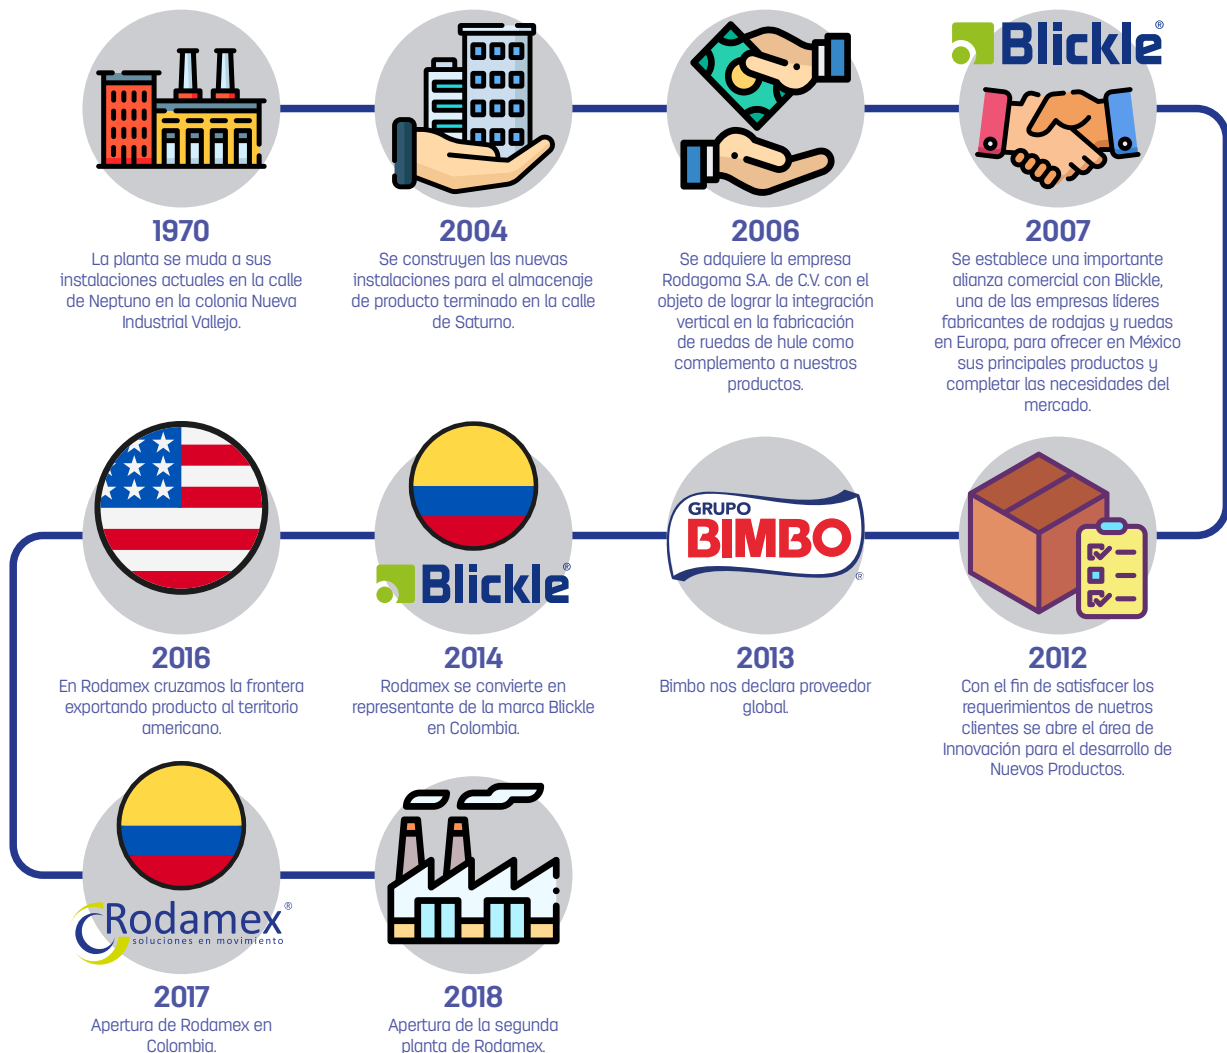 Blickle®
1970
La planta se muda a sus
instalaciones actuales en la calle
de Neptuno en la colonia Nueva
Industrial Vallejo.
2004
Se construyen las nuevas
instalaciones para el almacenaje
de producto terminado en la calle
de Saturno.
2006
Se adquiere la empresa
Rodagoma S.A. de C.V. con el
objeto de lograr la integración
vertical en la fabricación
de ruedas de hule como
complemento a nuestros
productos.
2007
Se establece una importante
alianza comercial con Blickle,
una de las empresas líderes
fabricantes de rodajas y ruedas
en Europa, para ofrecer en México
sus principales productos y
completar las necesidades del
mercado.
GRUPO
BIMBO
®
Blickle®
2016
En Rodamex cruzamos la frontera
exportando producto al territorio
americano.
2014
Rodamex se convierte en
representante de la marca Blickle
en Colombia.
2013
Bimbo nos declara proveedor
global.
2012
Con el fin de satisfacer los
requerimientos de nuetros
clientes se abre el área de
Innovación para el desarrollo de
Nuevos Productos.
Rodamex®
soluciones en movimiento
2017
Apertura de Rodamex en
Colombia.
2018
Apertura de la segunda
planta de Rodamex.